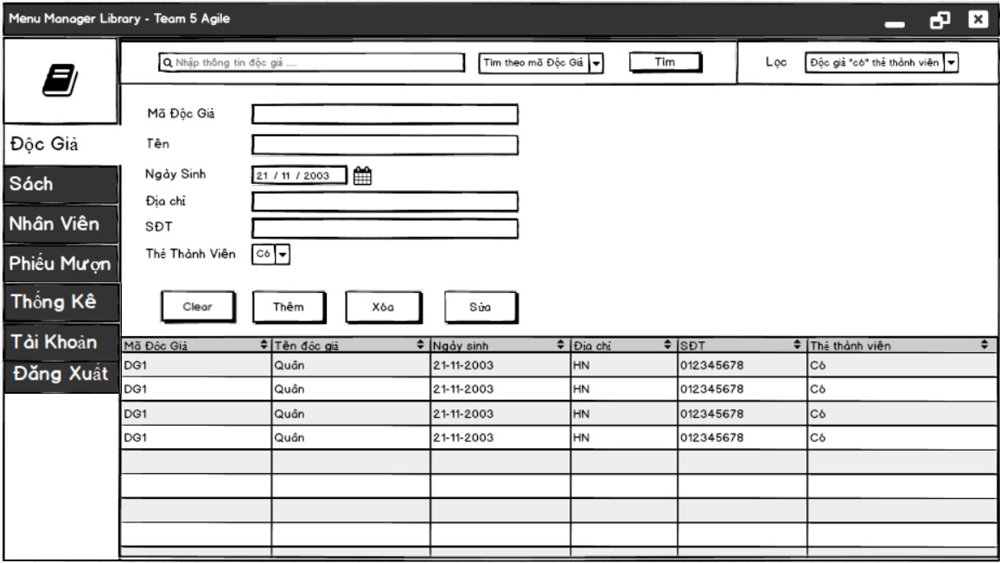 Menu Manager Library - Team 5 Agile
Nhập thông tin độc giả ..... Tìm theo mã Độc Giả Tìm Lọc Độc giả "có" thẻ thành viên
Độc Giả
Sách
Nhân Viên
Phiếu Mượn
Thống Kê
Tài Khoản
Đăng Xuất
Mã Độc Giả
Tên
Ngày Sinh 21 / 11 / 2003
Địa chỉ
SĐT
Thẻ Thành Viên Có
Clear Thêm Xóa Sửa
Mã Độc Giả Tên độc giả Ngày sinh Địa chỉ SĐT Thẻ thành viên
DG1 Quân 21-11-2003 HN 012345678 Có
DG1 Quân 21-11-2003 HN 012345678 Có
DG1 Quân 21-11-2003 HN 012345678 Có
DG1 Quân 21-11-2003 HN 012345678 Có